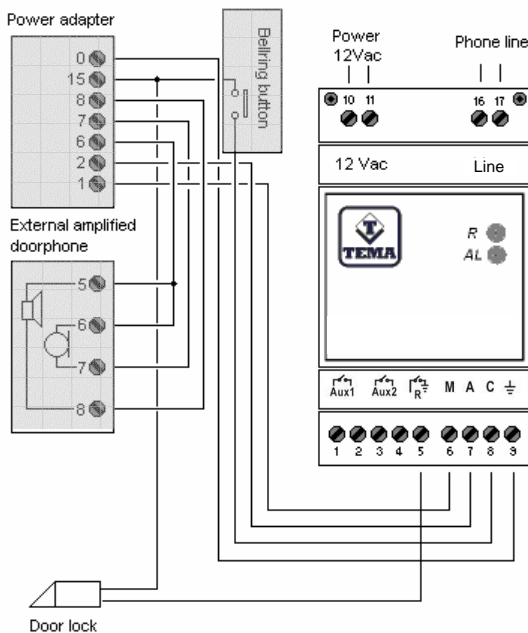 Power adapter
0
15
8
7
6
2
1
Bellring button
External amplified
doorphone
5
6
7
8
Door lock
Power
12Vac
Phone line
10 11
16 17
12 Vac
Line
TEMA
R
AL
Aux1 Aux2 R M A C
1 2 3 4 5 6 7 8 9